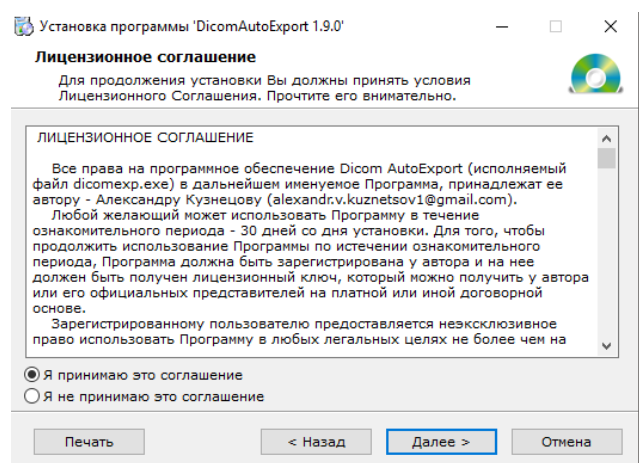 Установка программы 'DicomAutoExport 1.9.0'
Лицензионное соглашение
Для продолжения установки Вы должны принять условия
Лицензионного Соглашения. Прочтите его внимательно.
ЛИЦЕНЗИОННОЕ СОГЛАШЕНИЕ
Все права на программное обеспечение Dicom AutoExport (исполняемый
файл dicomexp.exe) в дальнейшем именуемое Программа, принадлежат ее
автору - Александру Кузнецову (alexandr.v.kuznetsov1@gmail.com).
Любой желающий может использовать Программу в течение
ознакомительного периода - 30 дней со дня установки. Для того, чтобы
продолжить использование Программы по истечении ознакомительного
периода, Программа должна быть зарегистрирована у автора и на нее
должен быть получен лицензионный ключ, который можно получить у автора
или его официальных представителей на платной или иной договорной
основе.
Зарегистрированному пользователю предоставляется неэксклюзивное
право использовать Программу в любых легальных целях не более чем на
Я принимаю это соглашение
Я не принимаю это соглашение
Печать < Назад Далее > Отмена